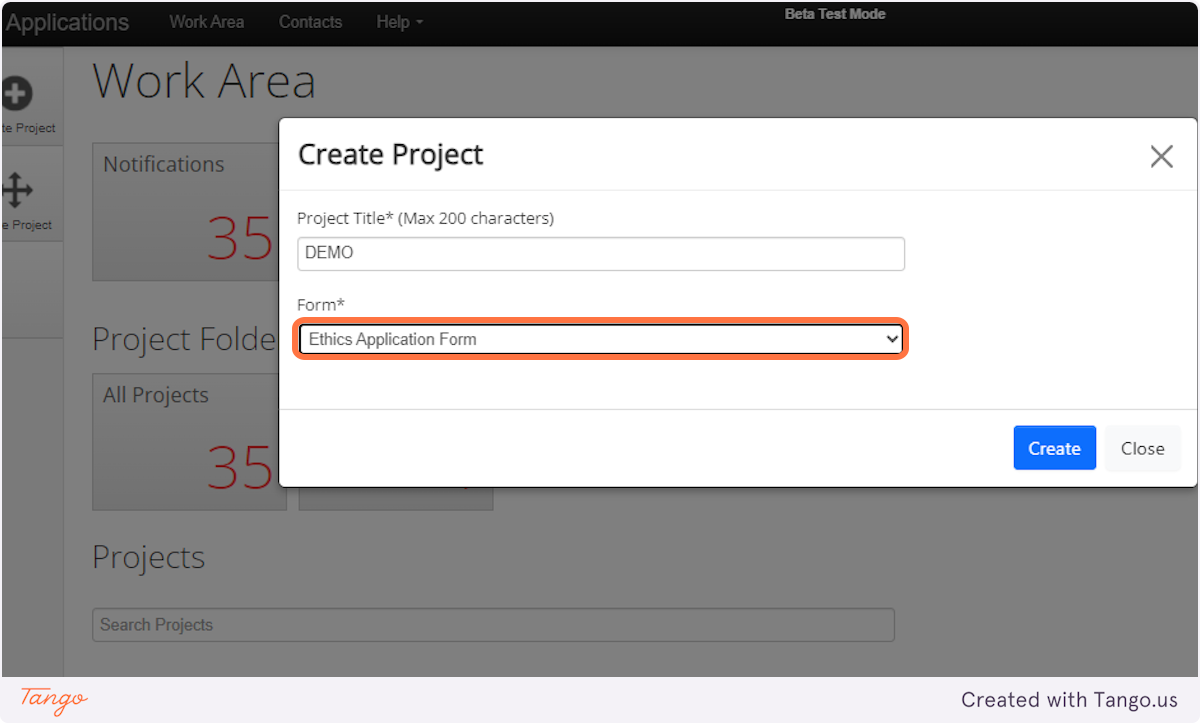 Applications Work Area Contacts Help Beta Test Mode
Work Area
te Project
e Project
Notifications
35
Create Project
Project Title* (Max 200 characters)
DEMO
Form*
Ethics Application Form
Create Close
Project Folde
All Projects
35
Projects
Search Projects
Tango
Created with Tango.us